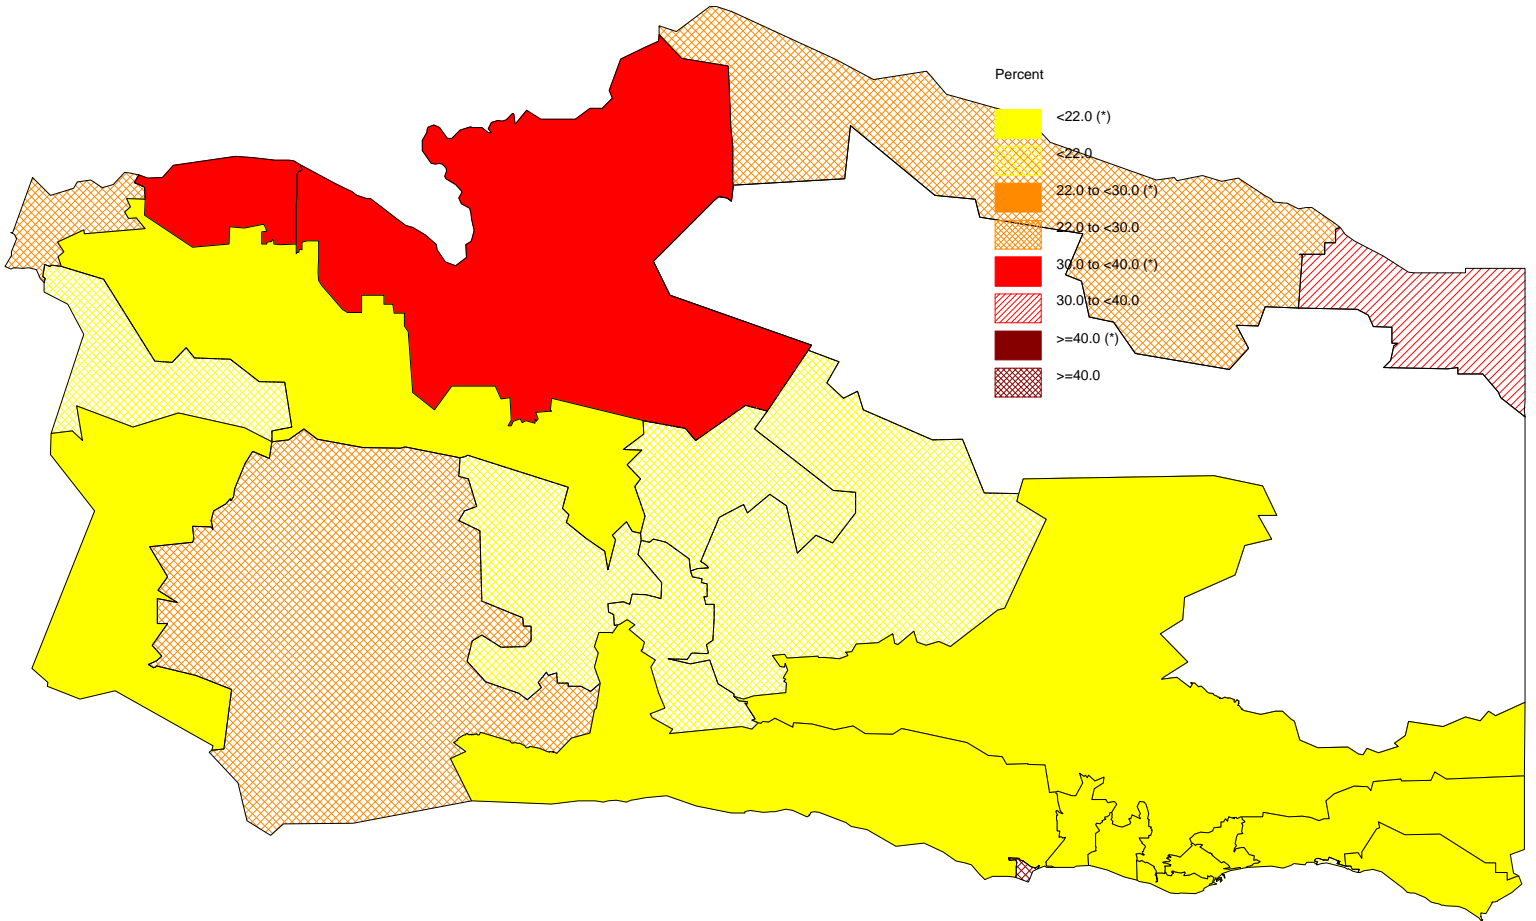 Percent
<22.0 (*)
<22.0
22.0 to <30.0 (*)
22.0 to <30.0
30.0 to <40.0 (*)
30.0 to <40.0
>=40.0 (*)
>=40.0